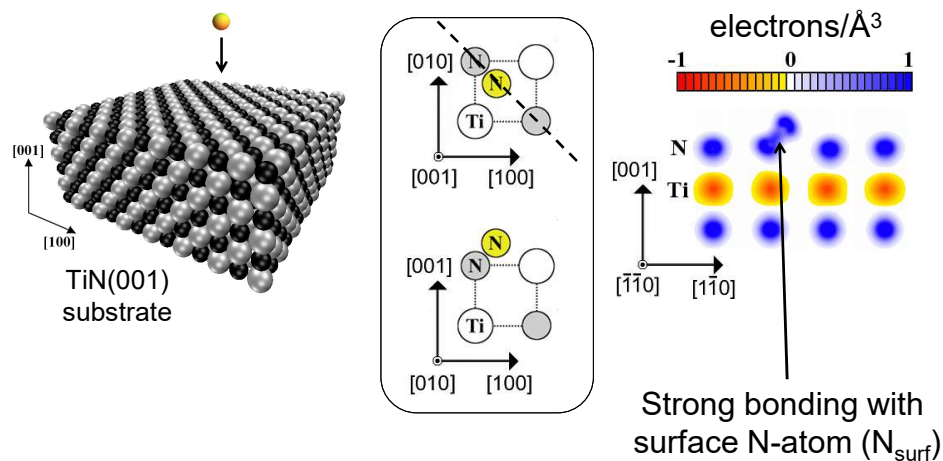 [001]
[100]
TiN(001)
substrate
[010]
N
N
Ti
[001]
[100]
[001]
N
N
Ti
[010]
[100]
electrons/Å³
-1
0
1
N
[001]
Ti
[1̅1̅0]
[11̅0]
Strong bonding with
surface N-atom (Nsurf)